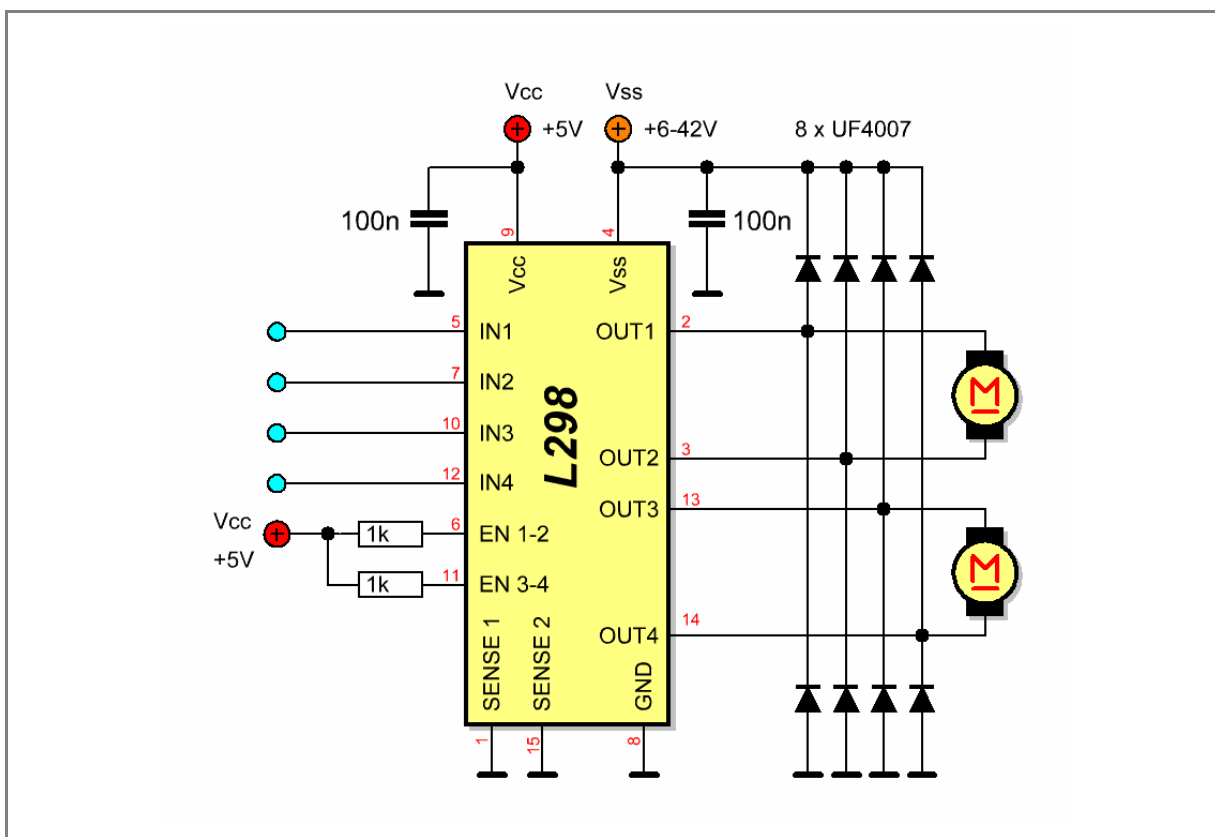 Vcc
+5V
Vss
+6-42V
8 x UF4007
100n
100n
9
4
Vcc
Vss
5
IN1
OUT1
2
7
IN2
10
IN3
L298
OUT2
3
12
IN4
OUT3
13
Vcc
+5V
1k
6
EN 1-2
1k
11
EN 3-4
OUT4
14
SENSE 1
SENSE 2
GND
1
15
8
M
M